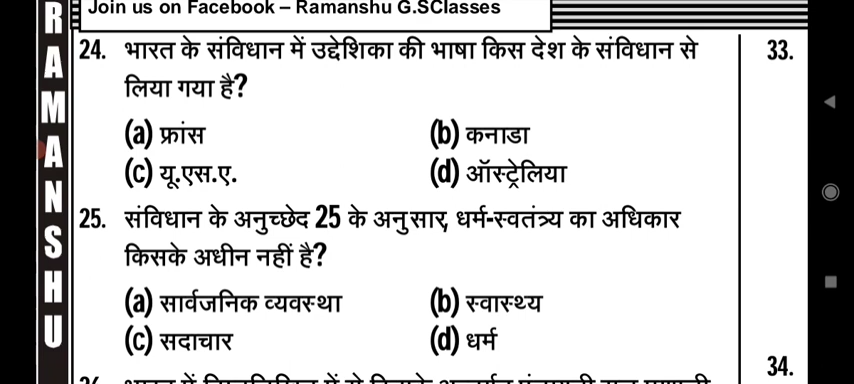 Join us on Facebook – Ramanshu G.SClasses
RAMANSHU
24. भारत के संविधान में उद्देशिका की भाषा किस देश के संविधान से
लिया गया है?
(a) फ्रांस (b) कनाडा
(c) यू.एस.ए. (d) ऑस्ट्रेलिया
25. संविधान के अनुच्छेद 25 के अनुसार, धर्म-स्वतंत्र्य का अधिकार
किसके अधीन नहीं है?
(a) सार्वजनिक व्यवस्था (b) स्वास्थ्य
(c) सदाचार (d) धर्म
33.
34.